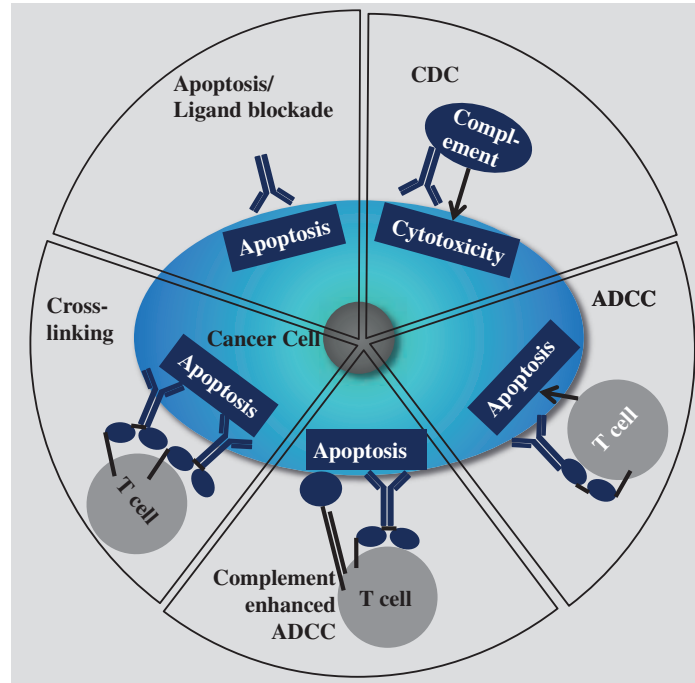 Apoptosis/
Ligand blockade
Apoptosis
CDC
Compl-
ement
Cytotoxicity
ADCC
Apoptosis
T cell
Cross-
linking
Cancer Cell
Apoptosis
T cell
Apoptosis
Complement
enhanced
ADCC
T cell